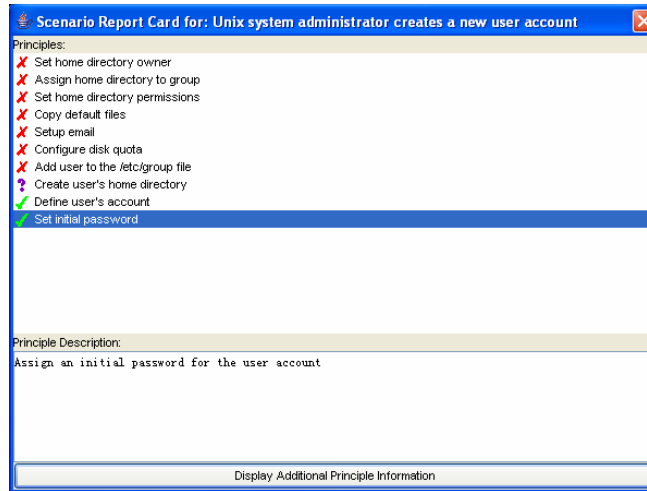 Scenario Report Card for: Unix system administrator creates a new user account
Principles:
Set home directory owner
Assign home directory to group
Set home directory permissions
Copy default files
Setup email
Configure disk quota
Add user to the /etc/group file
Create user's home directory
Define user's account
Set initial password
Principle Description:
Assign an initial password for the user account
Display Additional Principle Information